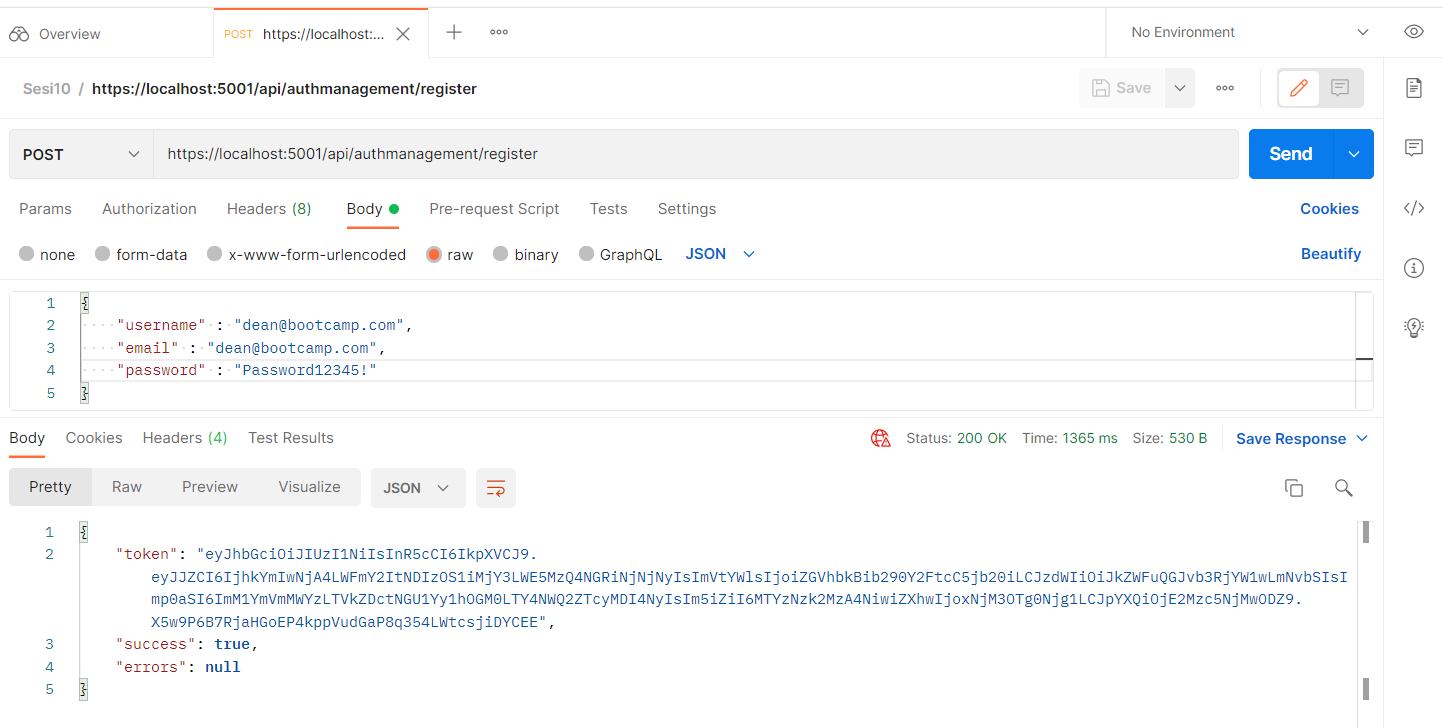 Overview
POST https://localhost:...
No Environment
Sesi10 / https://localhost:5001/api/authmanagement/register
Save
POST https://localhost:5001/api/authmanagement/register
Send
Params Authorization Headers (8) Body Pre-request Script Tests Settings Cookies
none form-data x-www-form-urlencoded raw binary GraphQL JSON Beautify
1 {
2 "username" : "dean@bootcamp.com",
3 "email" : "dean@bootcamp.com",
4 "password" : "Password12345!"
5 }
Body Cookies Headers (4) Test Results Status: 200 OK Time: 1365 ms Size: 530 B Save Response
Pretty Raw Preview Visualize JSON
1 {
2 "token": "eyJhbGciOiJIUzI1NiIsInR5cCI6IkpXVCJ9.
eyJJZCI6IjhkYmIwNjA4LWFmY2ItNDIzOS1iMjY3LWE5MzQ4NGRiNjNjNyIsImVtYWlsIjoiZGVhbkBib290Y2FtcC5jb20iLCJzdWIiOiJkZWFuQGJvb3RjYW1wLmNvbSIsI
mp0aSI6ImM1YmVmMWYzLTVkZDctNGU1Yy1hOGM0LTY4NWQ2ZTcyMDI4NyIsIm5iZiI6MTYzNzk2MzA4NiwiZXhwIjoxNjM3OTg0Njg1LCJpYXQiOjE2Mzc5NjMwODZ9.
X5w9P6B7RjaHGoEP4kppVudGaP8q354LWtcsjiDYCEE",
3 "success": true,
4 "errors": null
5 }